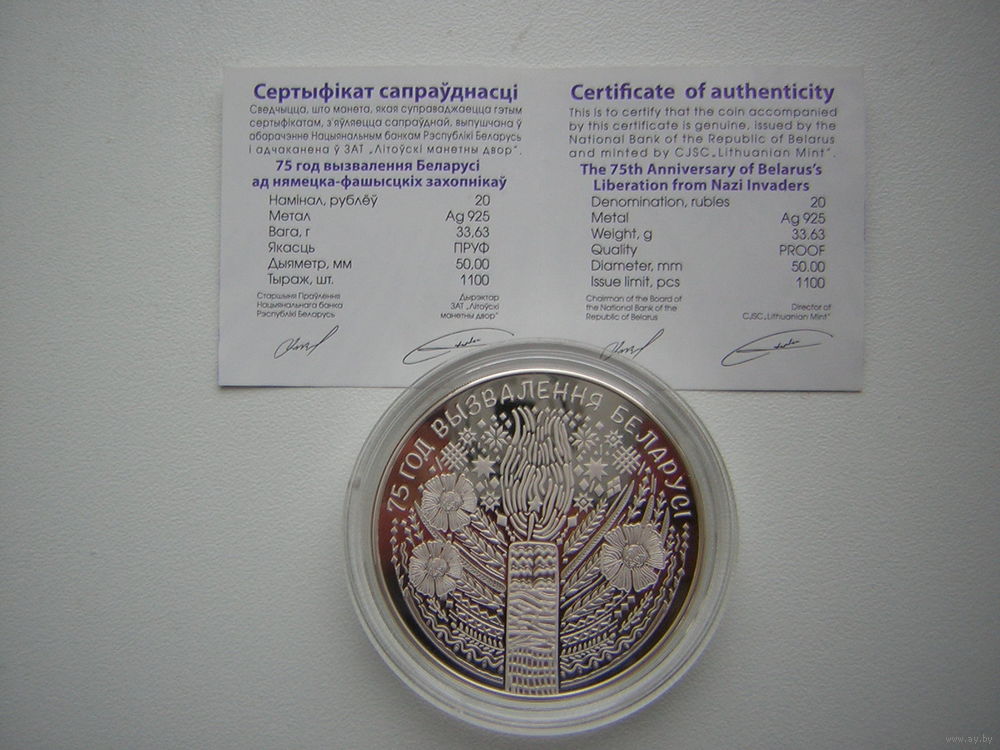 Сертыфікат сапраўднасці
Сведчыцца, што манета, якая суправаджаецца гэтым
сертыфікатам, з'яўляецца сапраўднай, выпушчана ў
абарачэнне Нацыянальным банкам Рэспублікі Беларусь
і адчаканена ў ЗАТ „Літоўскі манетны двор“.
75 год вызвалення Беларусі
ад нямецка-фашысцкіх захопнікаў
Намінал, рублёў 20
Метал Ag 925
Вага, г 33,63
Якасць ПРУФ
Дыяметр, мм 50,00
Тыраж, шт. 1100
Старшыня Праўлення
Нацыянальнага банка
Рэспублікі Беларусь
Дырэктар
ЗАТ „Літоўскі
манетны двор“
Certificate of authenticity
This is to certify that the coin accompanied
by this certificate is genuine, issued by the
National Bank of the Republic of Belarus
and minted by CJSC„Lithuanian Mint“.
The 75th Anniversary of Belarus's
Liberation from Nazi Invaders
Denomination, rubles 20
Metal Ag 925
Weight, g 33.63
Quality PROOF
Diameter, mm 50.00
Issue limit, pcs 1100
Chairman of the Board of
the National Bank of the
Republic of Belarus
Director of
CJSC„Lithuanian Mint“
75 ГОД ВЫЗВАЛЕННЯ БЕЛАРУСІ
www.ay.by